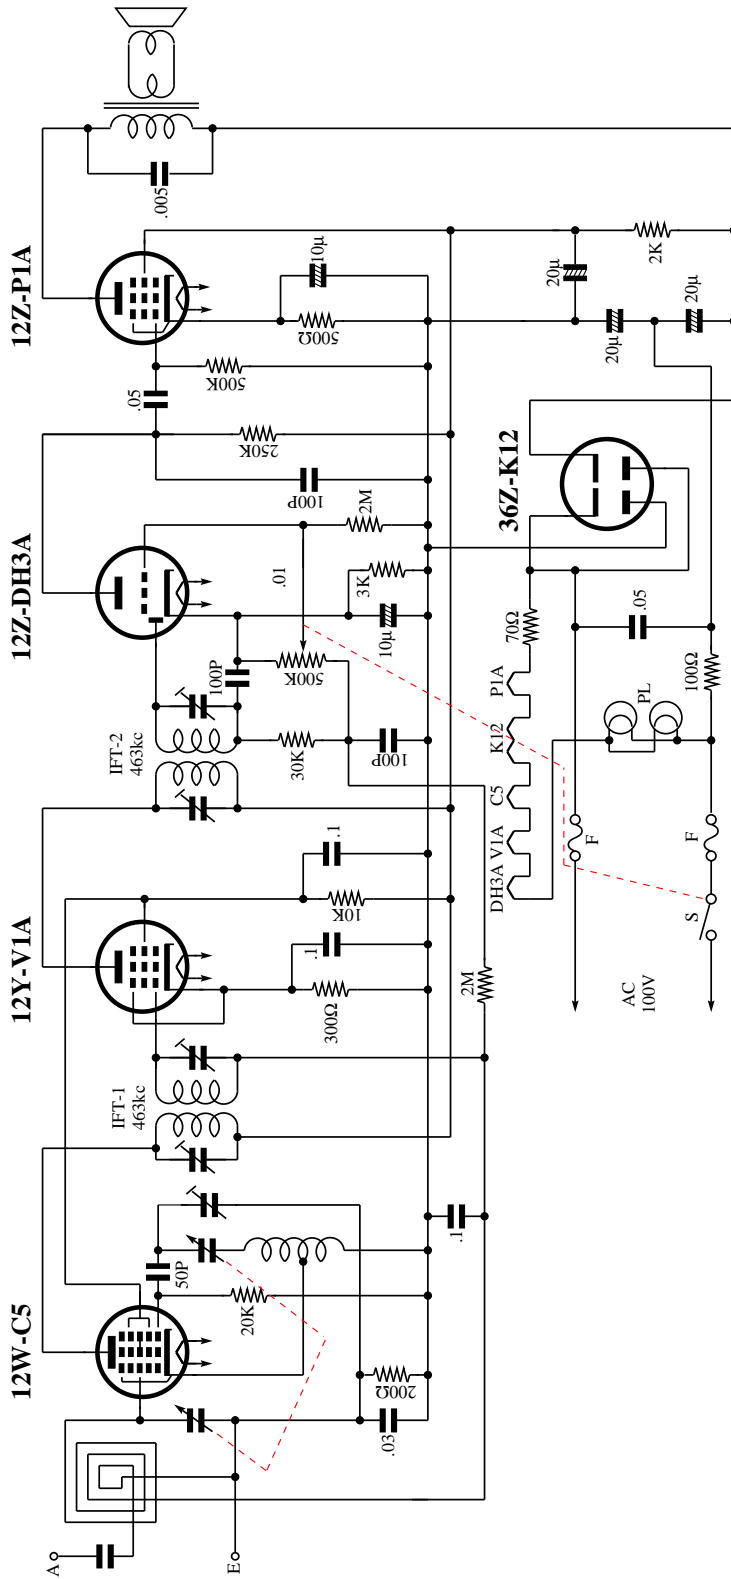 12W-C5
12Y-V1A
12Z-DH3A
12Z-P1A
A
E
50P
20K
200Ω
.03
.1
IFT-1
463kc
300Ω
.1
10K
.1
2M
IFT-2
463kc
100P
30K
500K
100P
.01
10μ
3K
2M
100P
250K
.05
500K
500Ω
10μ
.005
36Z-K12
20μ
20μ
20μ
2K
DH3A
V1A
C5
K12
P1A
70Ω
F
.05
PL
100Ω
F
S
AC
100V